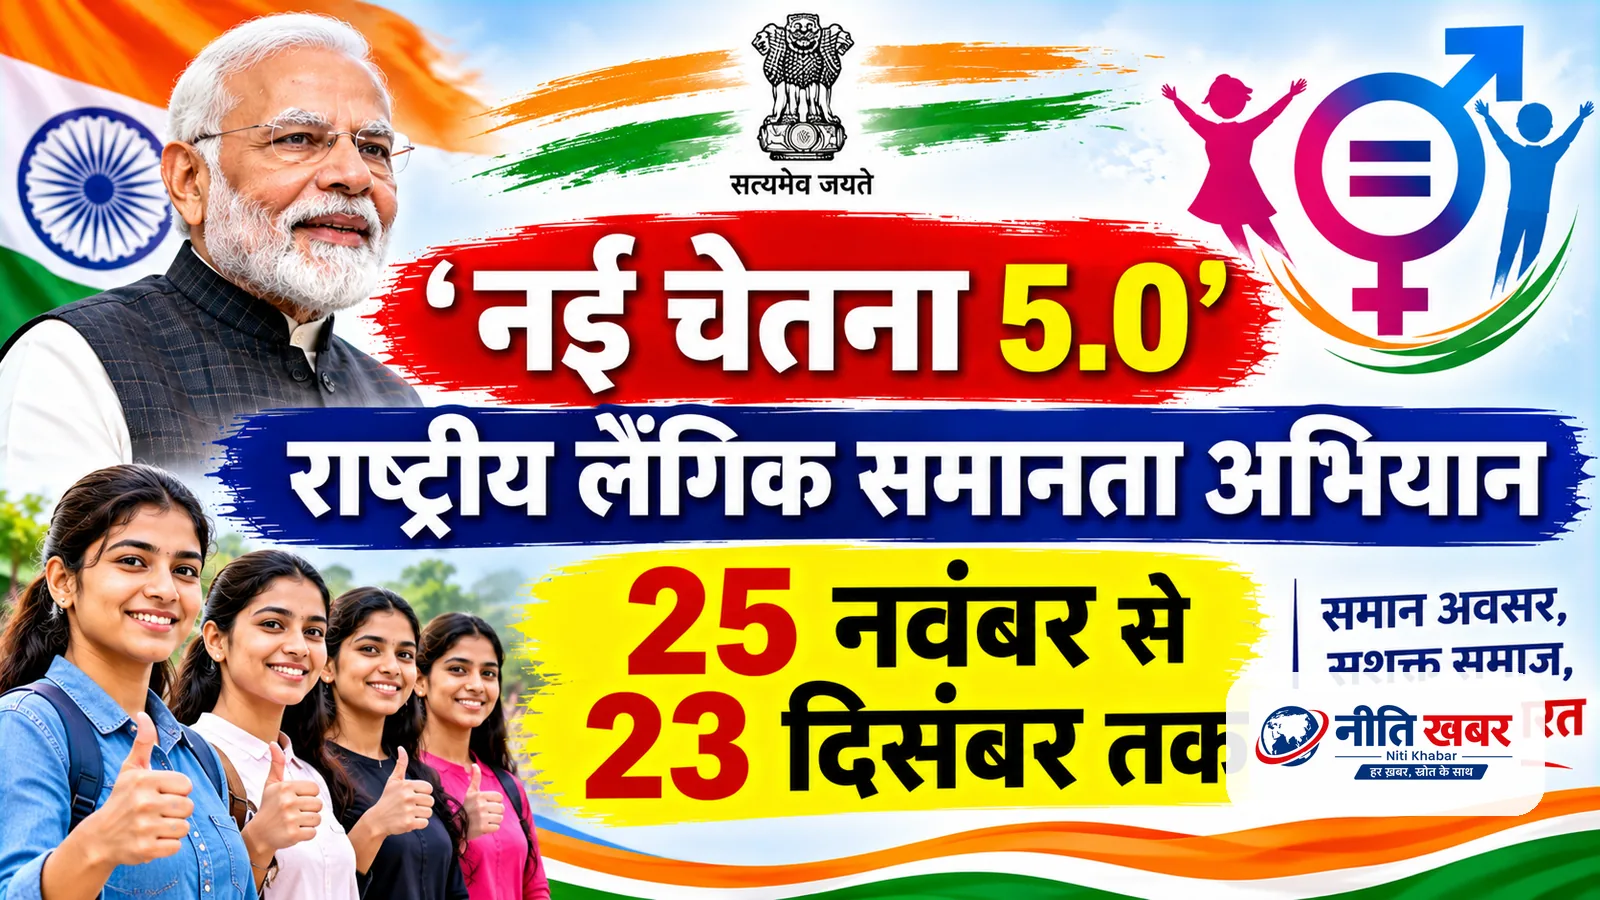 सत्यमेव जयते
‘नई चेतना 5.0’
राष्ट्रीय लैंगिक समानता अभियान
25 नवंबर से
23 दिसंबर तक
समान अवसर,
सशक्त समाज,
नीति खबर
Niti Khabar
हर ख़बर, स्रोत के साथ